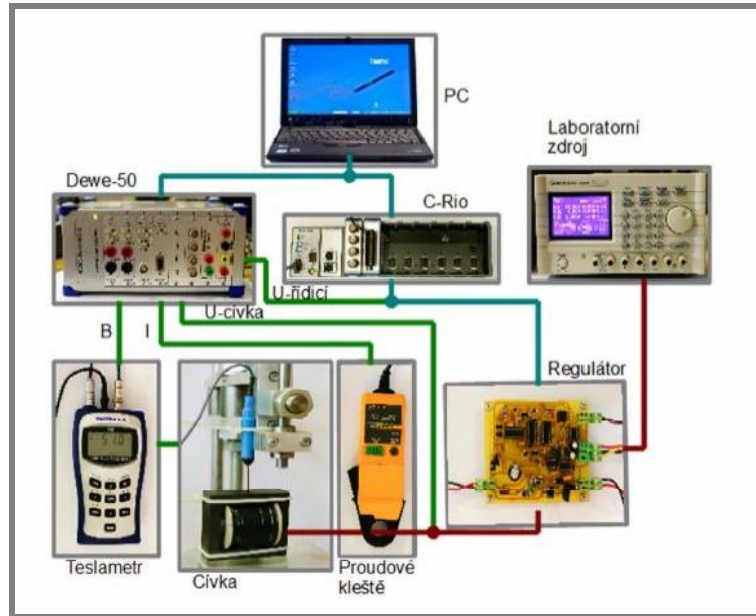 PC
Laboratorní
zdroj
Dewe-50
C-Rio
U-řídicí
U-cívka
B
I
Regulátor
Teslametr
Cívka
Proudové
kleště